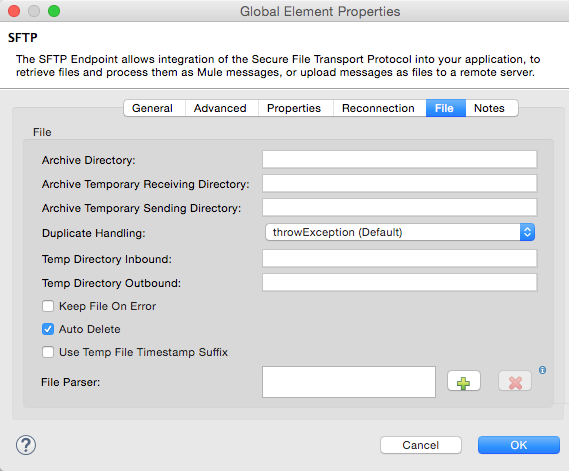 Global Element Properties
SFTP
The SFTP Endpoint allows integration of the Secure File Transport Protocol into your application, to
retrieve files and process them as Mule messages, or upload messages as files to a remote server.
General Advanced Properties Reconnection File Notes
File
Archive Directory:
Archive Temporary Receiving Directory:
Archive Temporary Sending Directory:
Duplicate Handling: throwException (Default)
Temp Directory Inbound:
Temp Directory Outbound:
Keep File On Error
Auto Delete
Use Temp File Timestamp Suffix
File Parser:
? Cancel OK